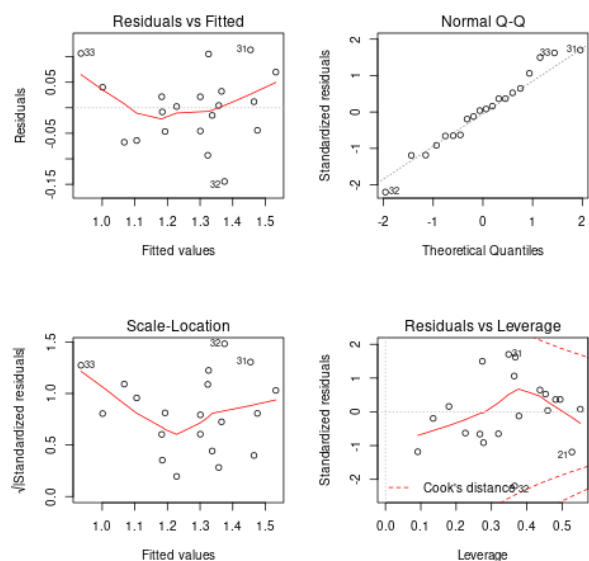 Residuals vs Fitted
Residuals
0.05
-0.05
-0.15
33
31
32
1.0 1.1 1.2 1.3 1.4 1.5
Fitted values
Normal Q-Q
Standardized residuals
2
1
0
-1
-2
33
31
32
-2 -1 0 1 2
Theoretical Quantiles
Scale-Location
√|Standardized residuals|
1.5
1.0
0.5
0.0
33
32
31
1.0 1.1 1.2 1.3 1.4 1.5
Fitted values
Residuals vs Leverage
Standardized residuals
2
1
0
-1
-2
31
21
32
Cook's distance
0.0 0.1 0.2 0.3 0.4 0.5
Leverage